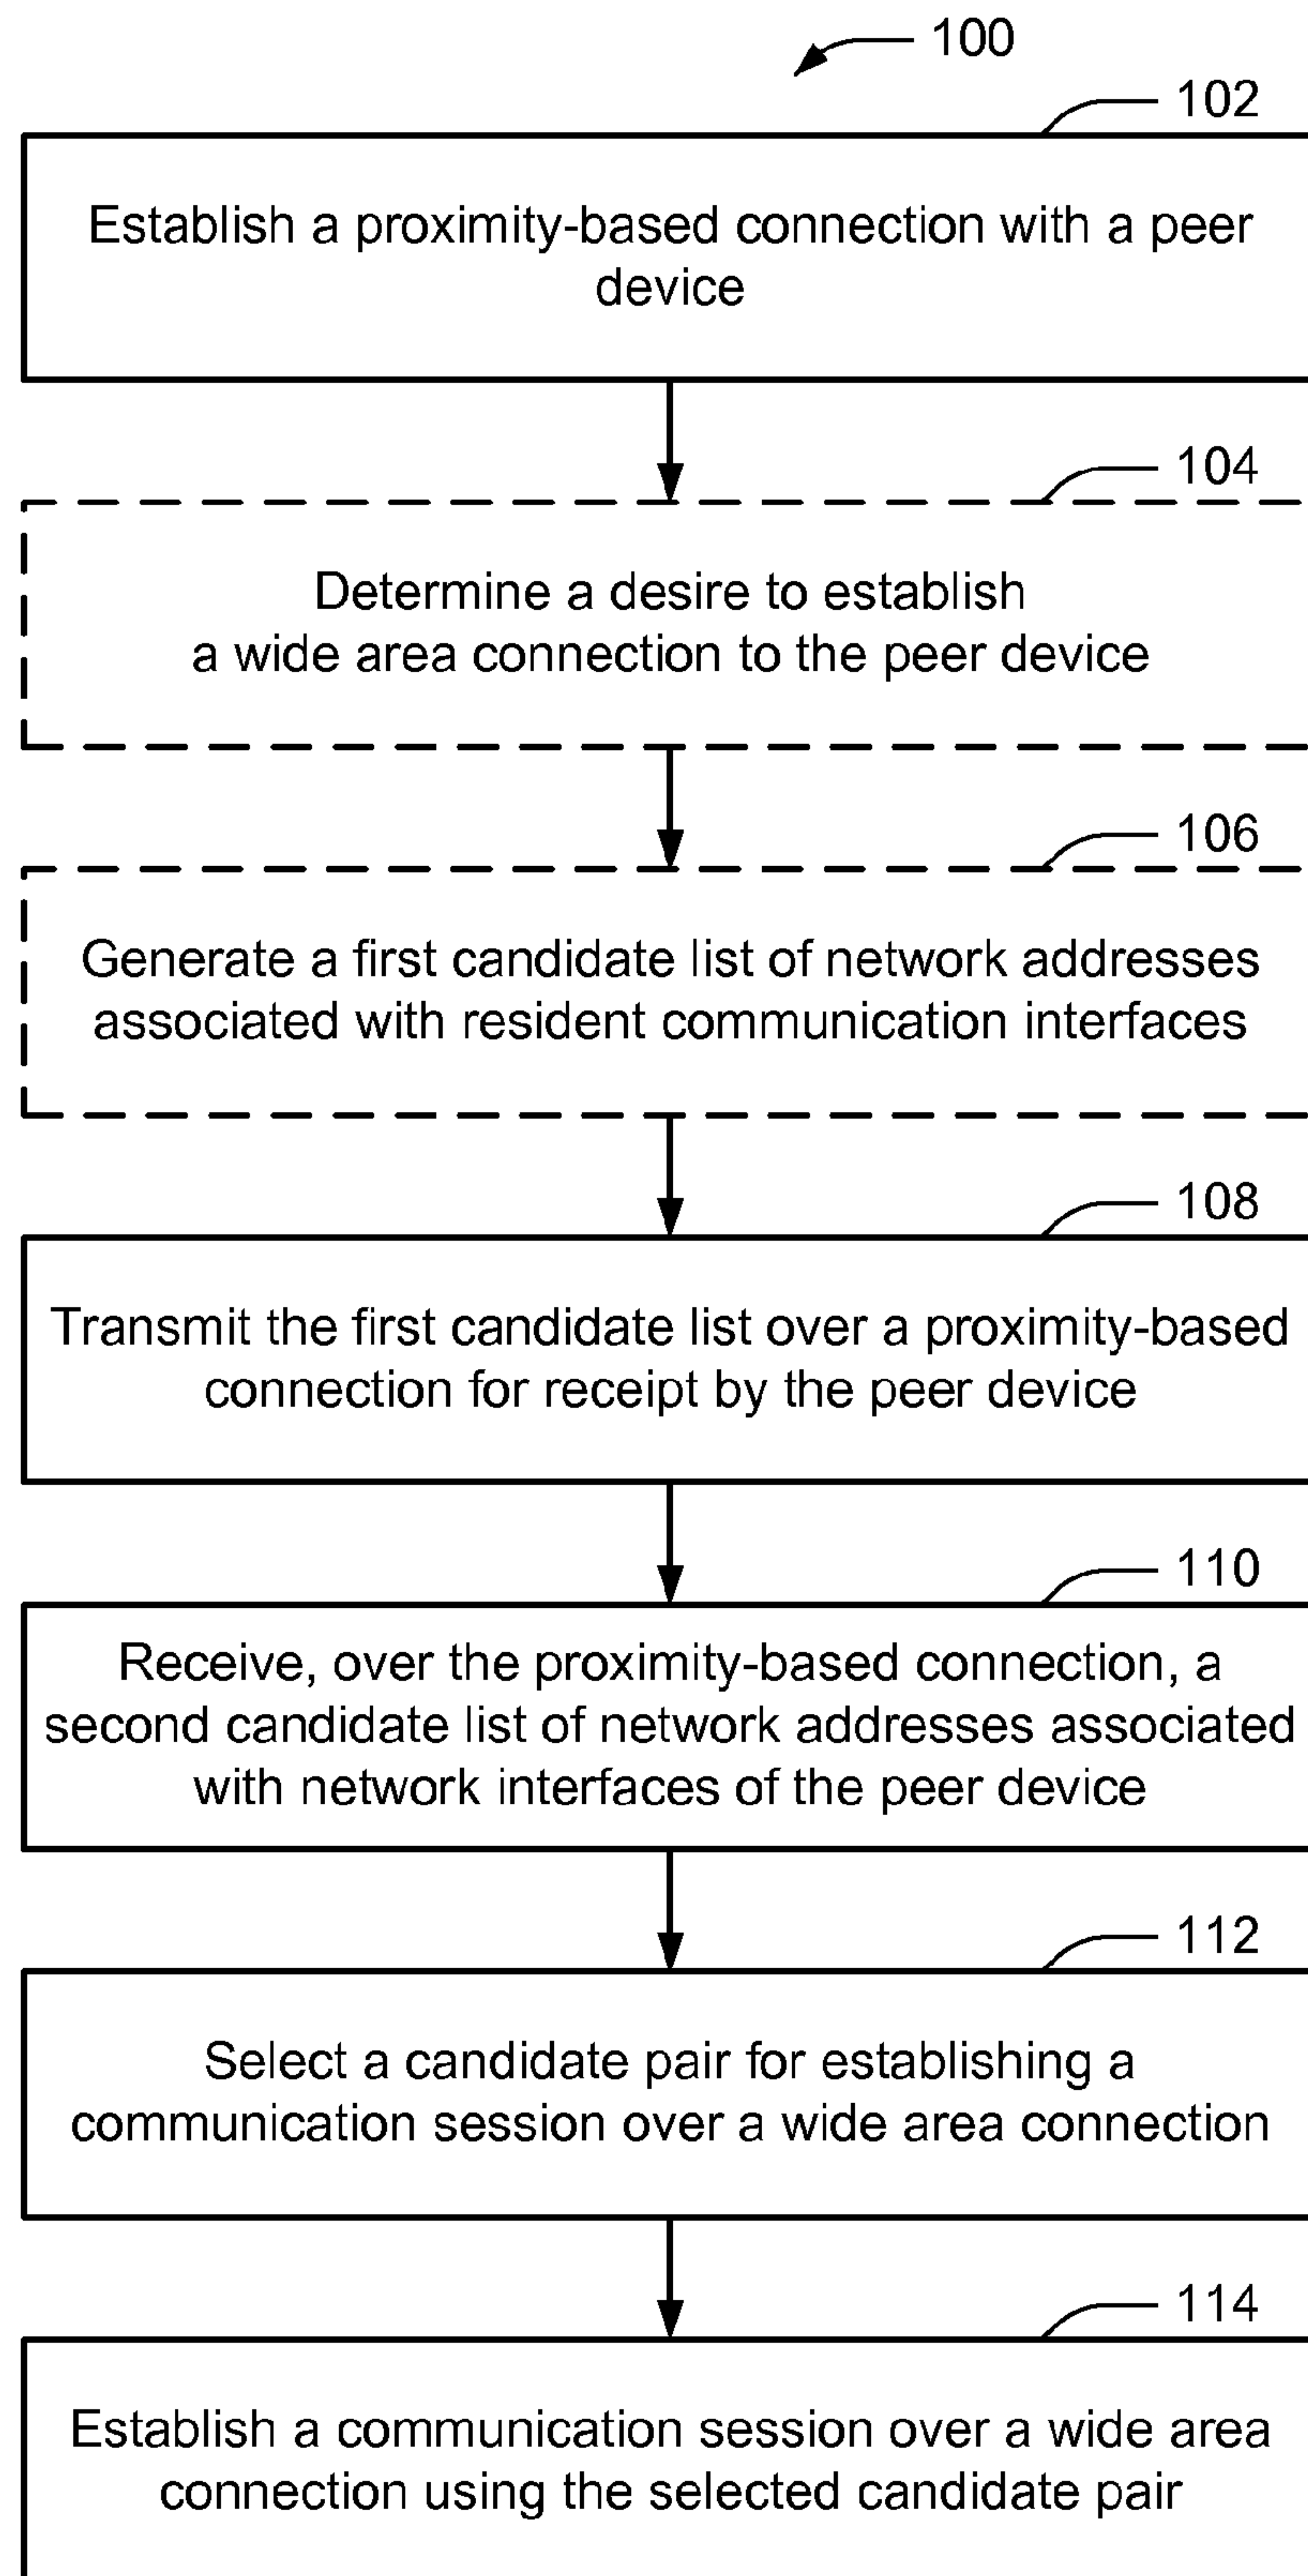 100
102
Establish a proximity-based connection with a peer
device
104
Determine a desire to establish
a wide area connection to the peer device
106
Generate a first candidate list of network addresses
associated with resident communication interfaces
108
Transmit the first candidate list over a proximity-based
connection for receipt by the peer device
110
Receive, over the proximity-based connection, a
second candidate list of network addresses associated
with network interfaces of the peer device
112
Select a candidate pair for establishing a
communication session over a wide area connection
114
Establish a communication session over a wide area
connection using the selected candidate pair